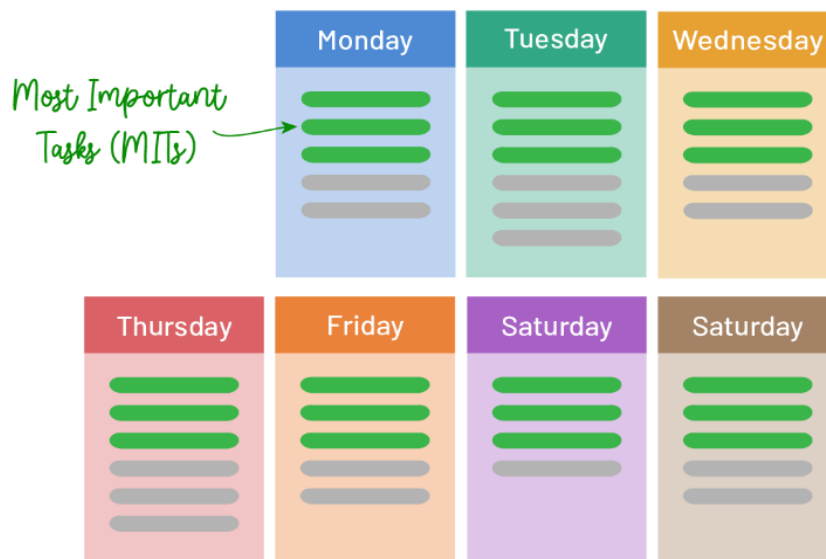 Monday
Tuesday
Wednesday
Most Important
Tasks (MITs)
Thursday
Friday
Saturday
Saturday